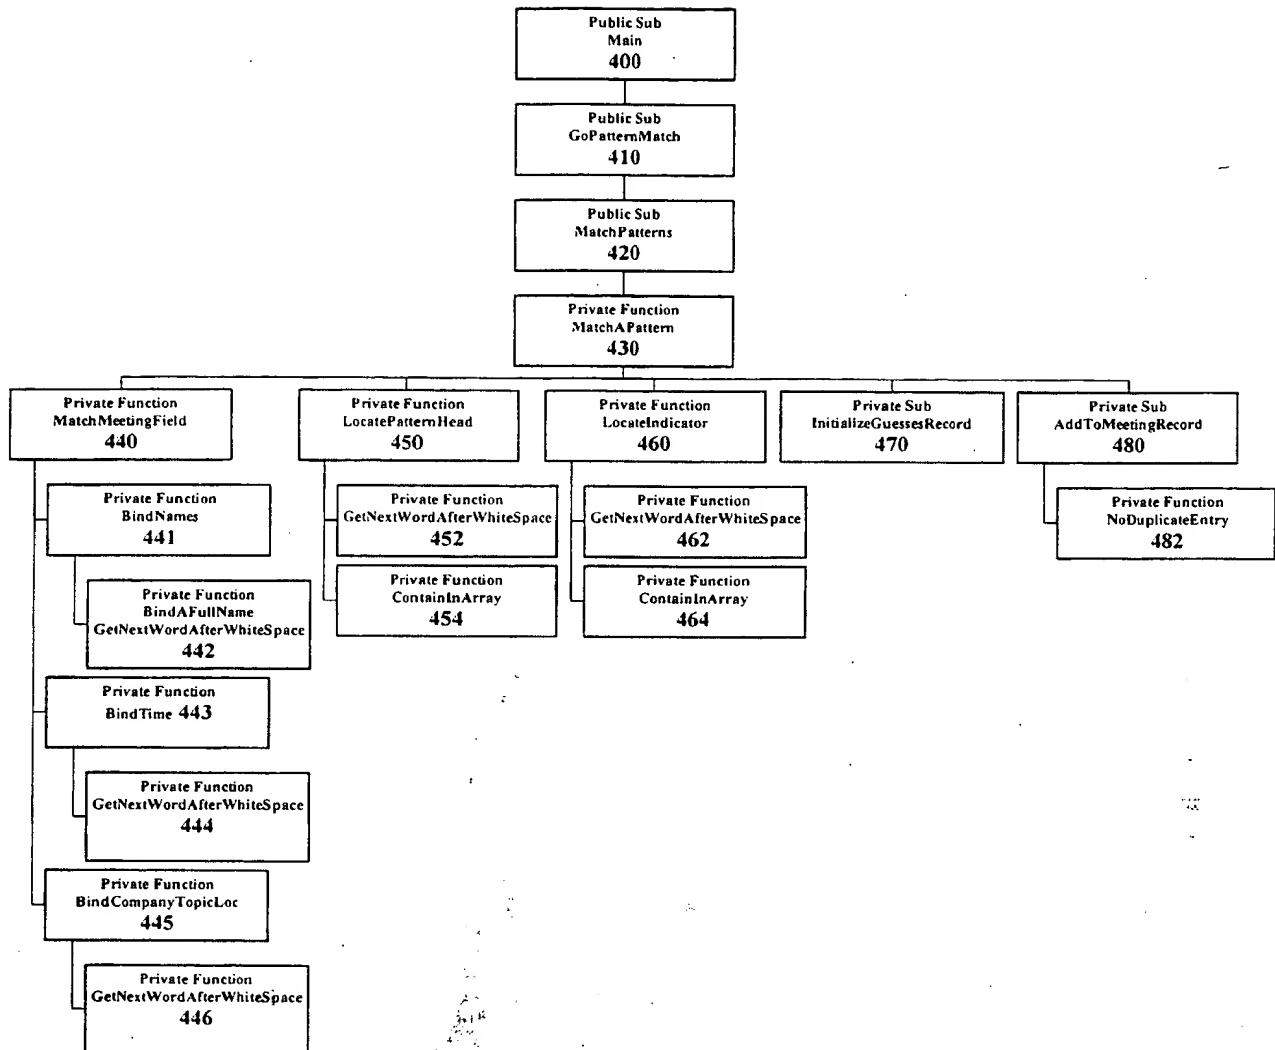 Public Sub
Main
400
Public Sub
GoPatternMatch
410
Public Sub
MatchPatterns
420
Private Function
MatchAPattern
430
Private Function
MatchMeetingField
440
Private Function
LocatePatternHead
450
Private Function
LocateIndicator
460
Private Sub
InitializeGuessesRecord
470
Private Sub
AddToMeetingRecord
480
Private Function
BindNames
441
Private Function
GetNextWordAfterWhiteSpace
452
Private Function
GetNextWordAfterWhiteSpace
462
Private Function
NoDuplicateEntry
482
Private Function
BindAFullName
GetNextWordAfterWhiteSpace
442
Private Function
ContainInArray
454
Private Function
ContainInArray
464
Private Function
BindTime 443
Private Function
GetNextWordAfterWhiteSpace
444
Private Function
BindCompanyTopicLoc
445
Private Function
GetNextWordAfterWhiteSpace
446